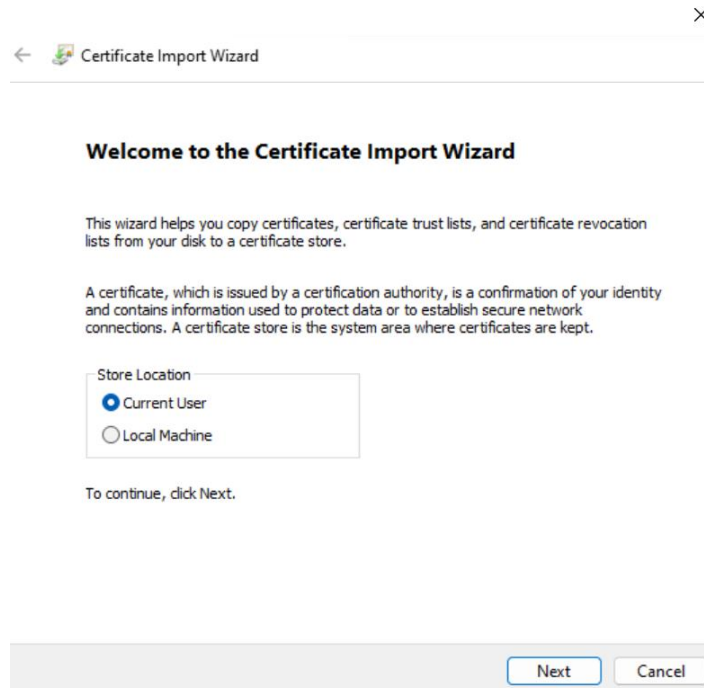 Certificate Import Wizard
Welcome to the Certificate Import Wizard
This wizard helps you copy certificates, certificate trust lists, and certificate revocation
lists from your disk to a certificate store.
A certificate, which is issued by a certification authority, is a confirmation of your identity
and contains information used to protect data or to establish secure network
connections. A certificate store is the system area where certificates are kept.
Store Location
Current User
Local Machine
To continue, click Next.
Next Cancel